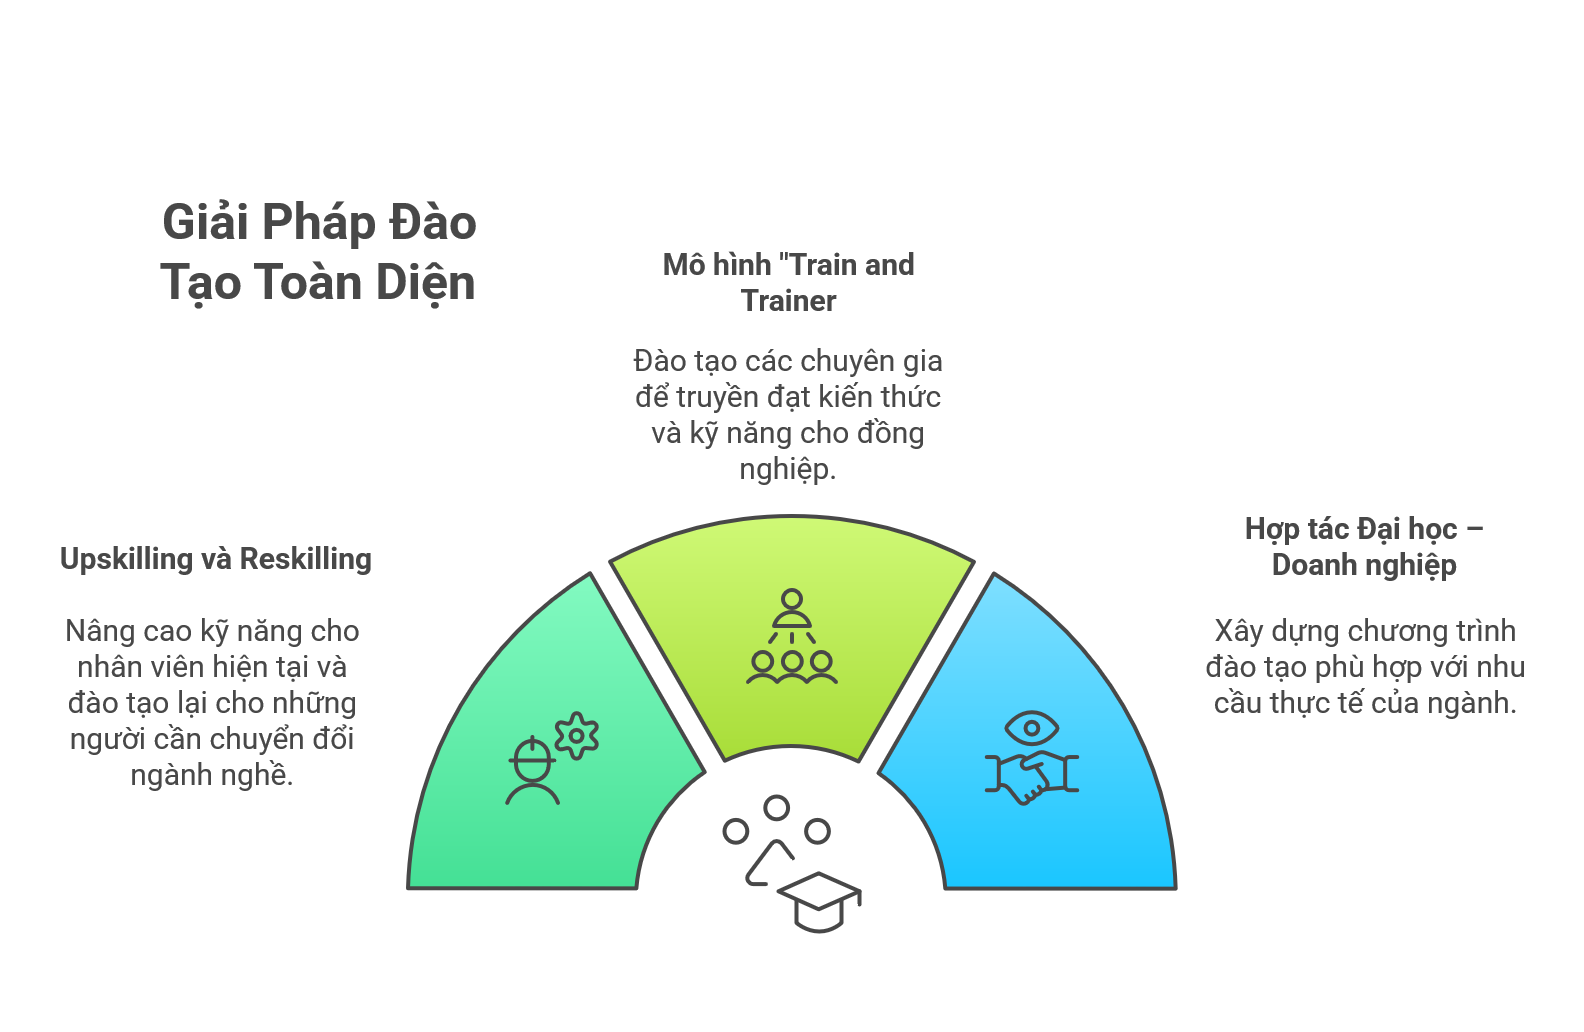 Giải Pháp Đào
Tạo Toàn Diện
Mô hình "Train and
Trainer
Đào tạo các chuyên gia
để truyền đạt kiến thức
và kỹ năng cho đồng
nghiệp.
Upskilling và Reskilling
Nâng cao kỹ năng cho
nhân viên hiện tại và
đào tạo lại cho những
người cần chuyển đổi
ngành nghề.
Hợp tác Đại học –
Doanh nghiệp
Xây dựng chương trình
đào tạo phù hợp với nhu
cầu thực tế của ngành.